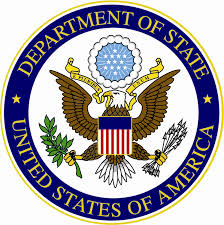 DEPARTMENT OF STATE
UNITED STATES OF AMERICA